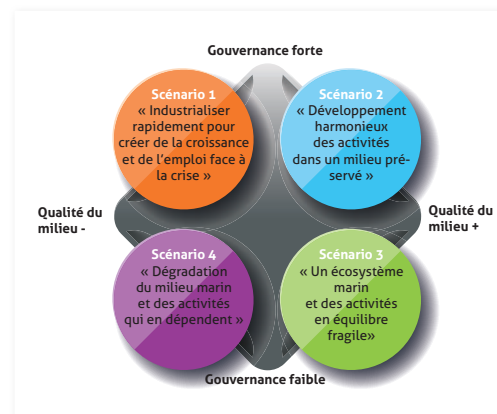 Gouvernance forte
Scénario 1
« Industrialiser
rapidement pour
créer de la croissance
et de l’emploi face à
la crise »
Scénario 2
« Développement
harmonieux
des activités
dans un milieu pré-
servé »
Qualité du
milieu -
Qualité du
milieu +
Scénario 4
« Dégradation
du milieu marin
et des activités
qui en dépendent »
Scénario 3
« Un écosystème
marin
et des activités
en équilibre
fragile»
Gouvernance faible